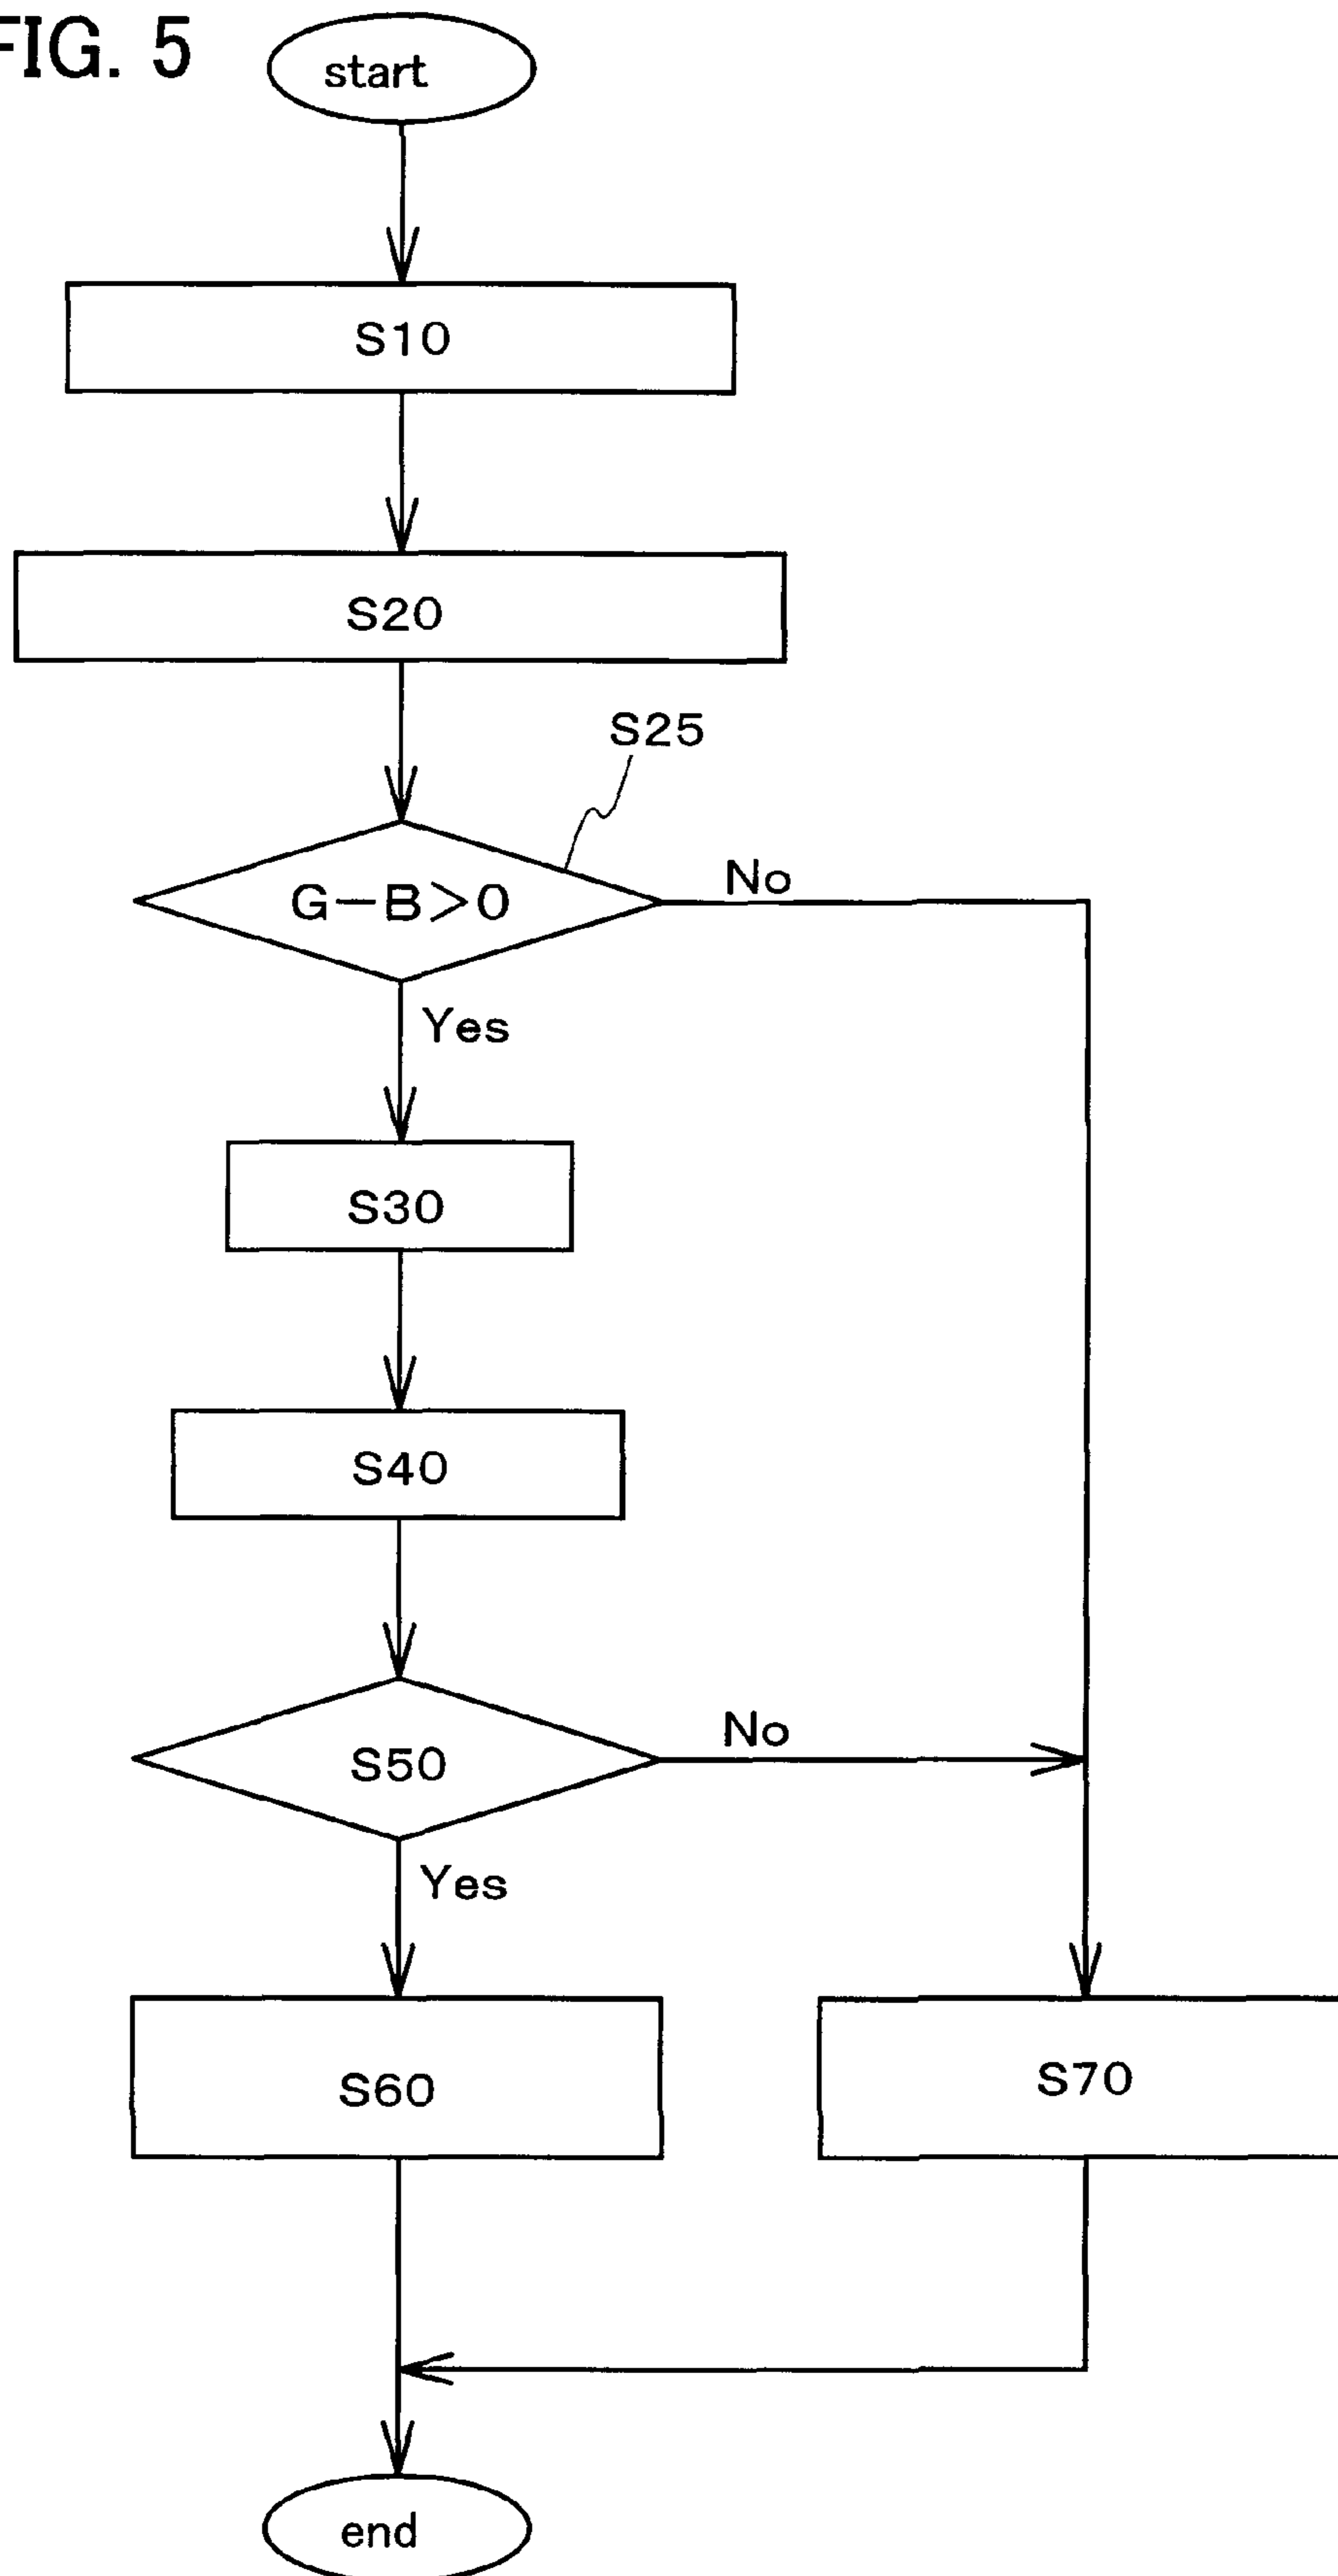 FIG. 5
start
S10
S20
S25
G-B>0
No
Yes
S30
S40
S50
No
Yes
S60
S70
end